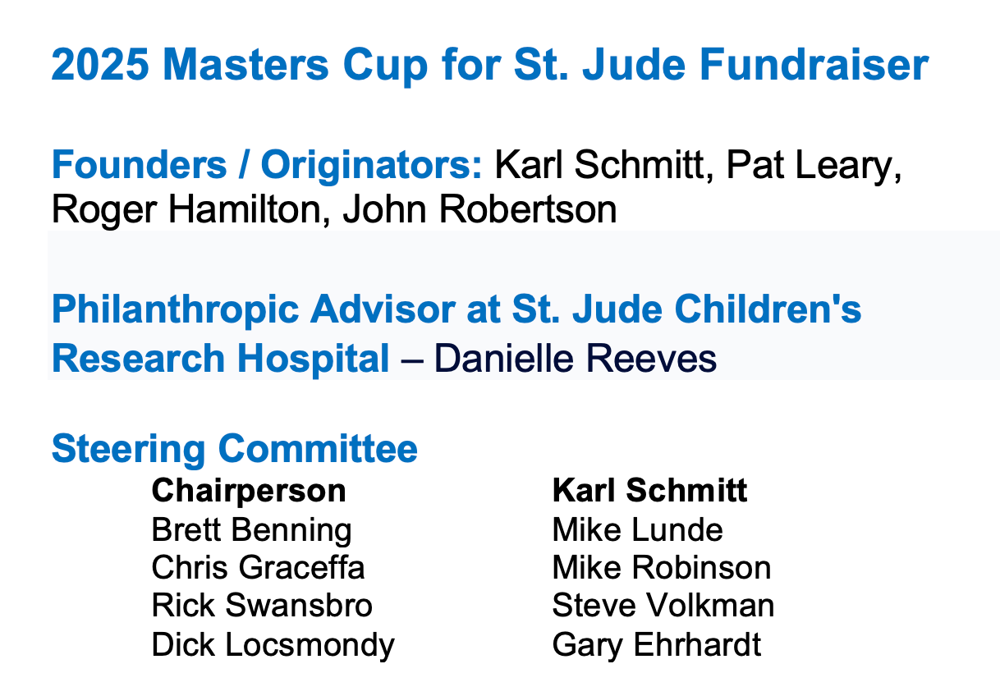 2025 Masters Cup for St. Jude Fundraiser
Founders / Originators: Karl Schmitt, Pat Leary,
Roger Hamilton, John Robertson
Philanthropic Advisor at St. Jude Children's
Research Hospital – Danielle Reeves
Steering Committee
Chairperson Karl Schmitt
Brett Benning Mike Lunde
Chris Graceffa Mike Robinson
Rick Swansbro Steve Volkman
Dick Locsmondy Gary Ehrhardt